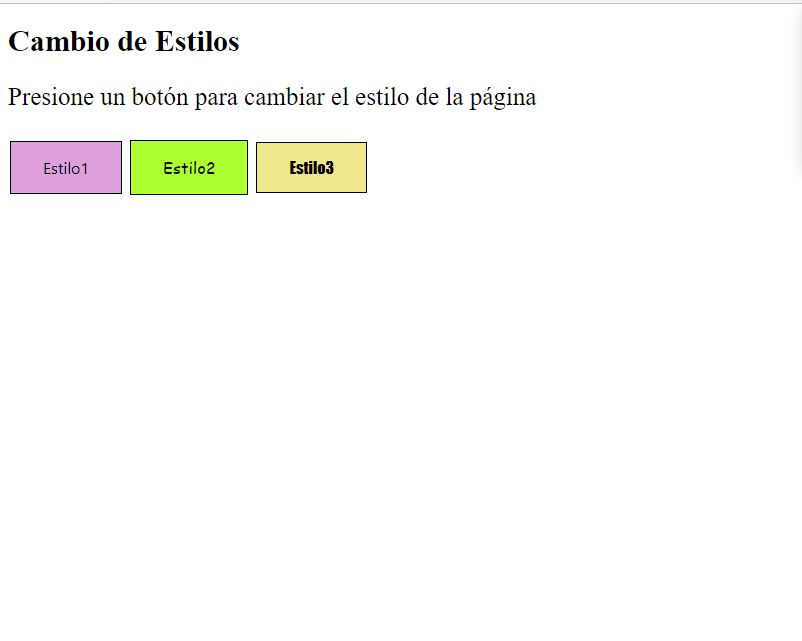 Cambio de Estilos
Presione un botón para cambiar el estilo de la página
Estilo1 Estilo2 Estilo3